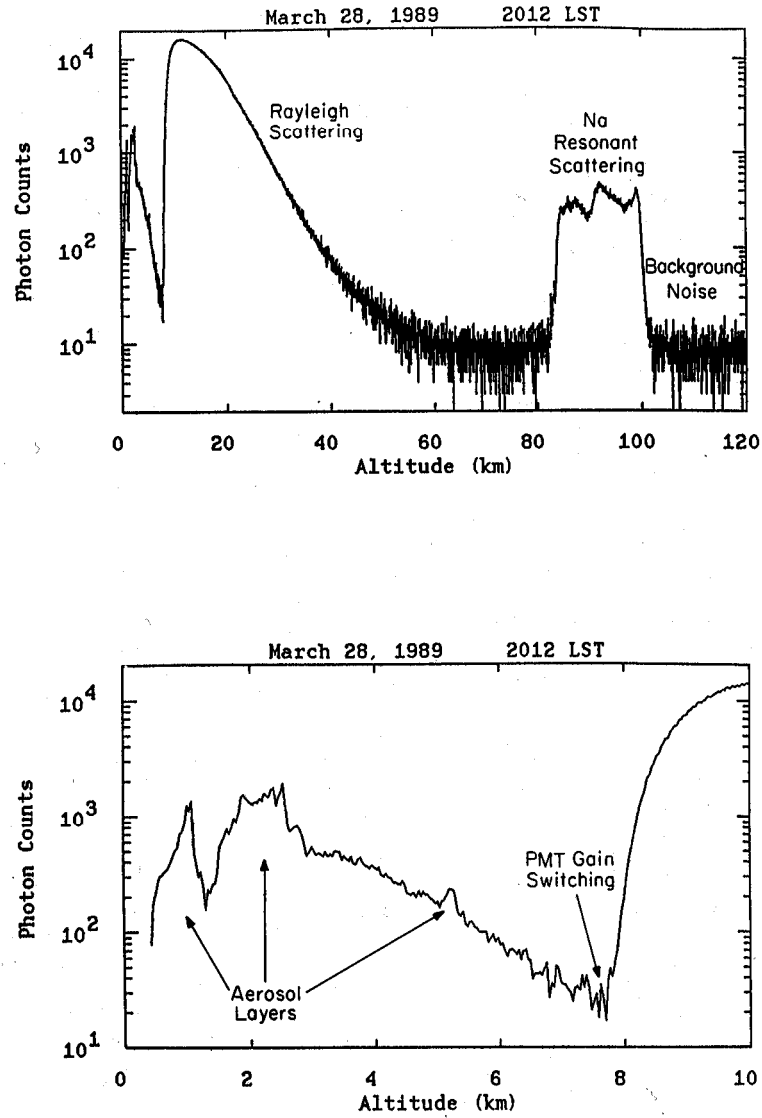 March 28, 1989 2012 LST
10^4
10^3
10^2
10^1
Photon Counts
Rayleigh
Scattering
Na
Resonant
Scattering
Background
Noise
0 20 40 60 80 100 120
Altitude (km)
March 28, 1989 2012 LST
10^4
10^3
10^2
10^1
Photon Counts
PMT Gain
Switching
Aerosol
Layers
0 2 4 6 8 10
Altitude (km)